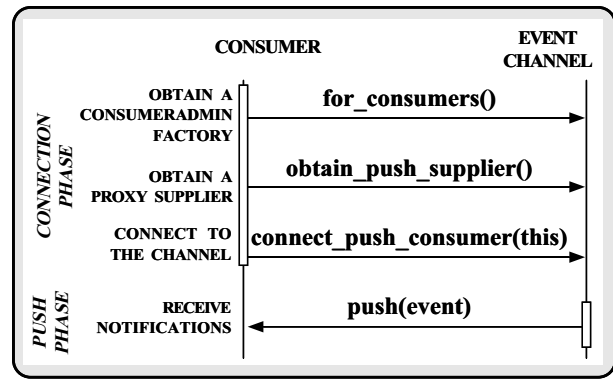 CONSUMER
EVENT
CHANNEL
CONNECTION
PHASE
OBTAIN A
CONSUMERADMIN
FACTORY
for_consumers()
OBTAIN A
PROXY SUPPLIER
obtain_push_supplier()
CONNECT TO
THE CHANNEL
connect_push_consumer(this)
PUSH
PHASE
RECEIVE
NOTIFICATIONS
push(event)